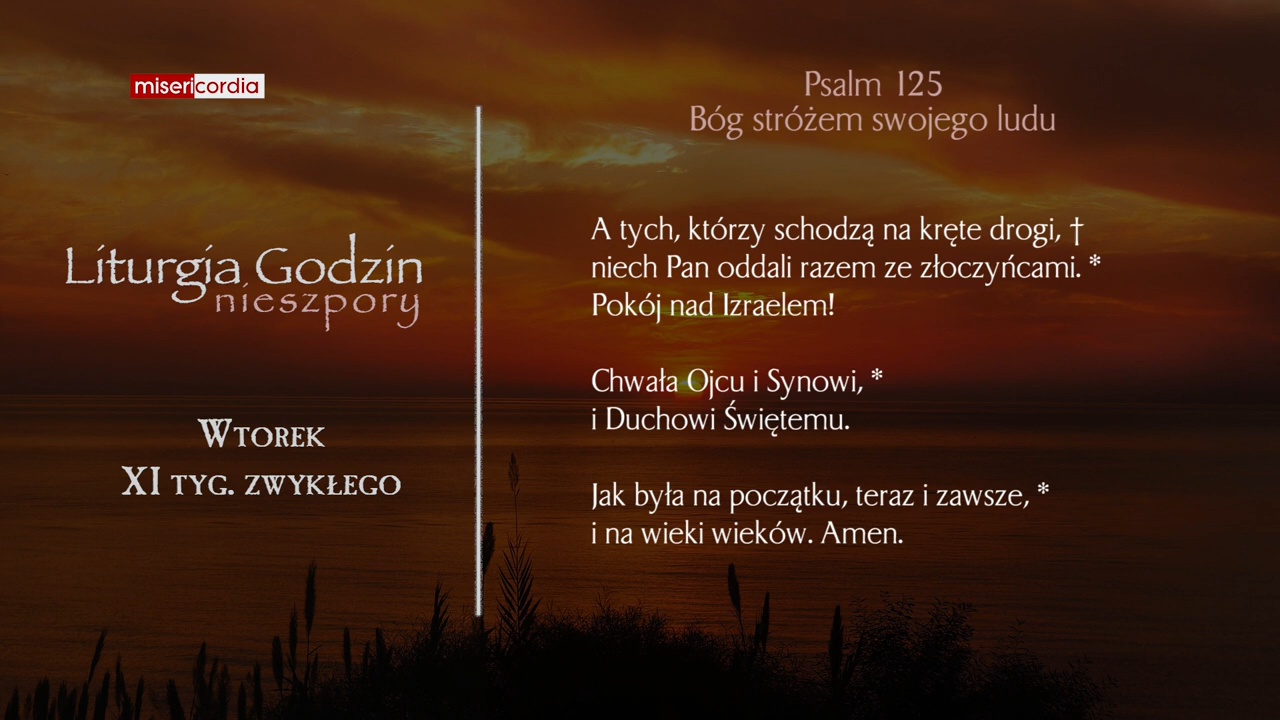 misericordia
Liturgia Godzin
nieszpory
Wtorek
XI tyg. zwykłego
Psalm 125
Bóg stróżem swojego ludu
A tych, którzy schodzą na kręte drogi, †
niech Pan oddali razem ze złoczyńcami. *
Pokój nad Izraelem!
Chwała Ojcu i Synowi, *
i Duchowi Świętemu.
Jak była na początku, teraz i zawsze, *
i na wieki wieków. Amen.